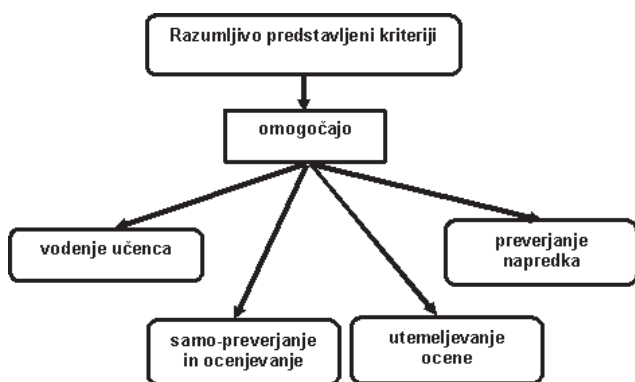 Razumljivo predstavljeni kriteriji
omogočajo
vodenje učenca
preverjanje
napredka
samo-preverjanje
in ocenjevanje
utemeljevanje
ocene